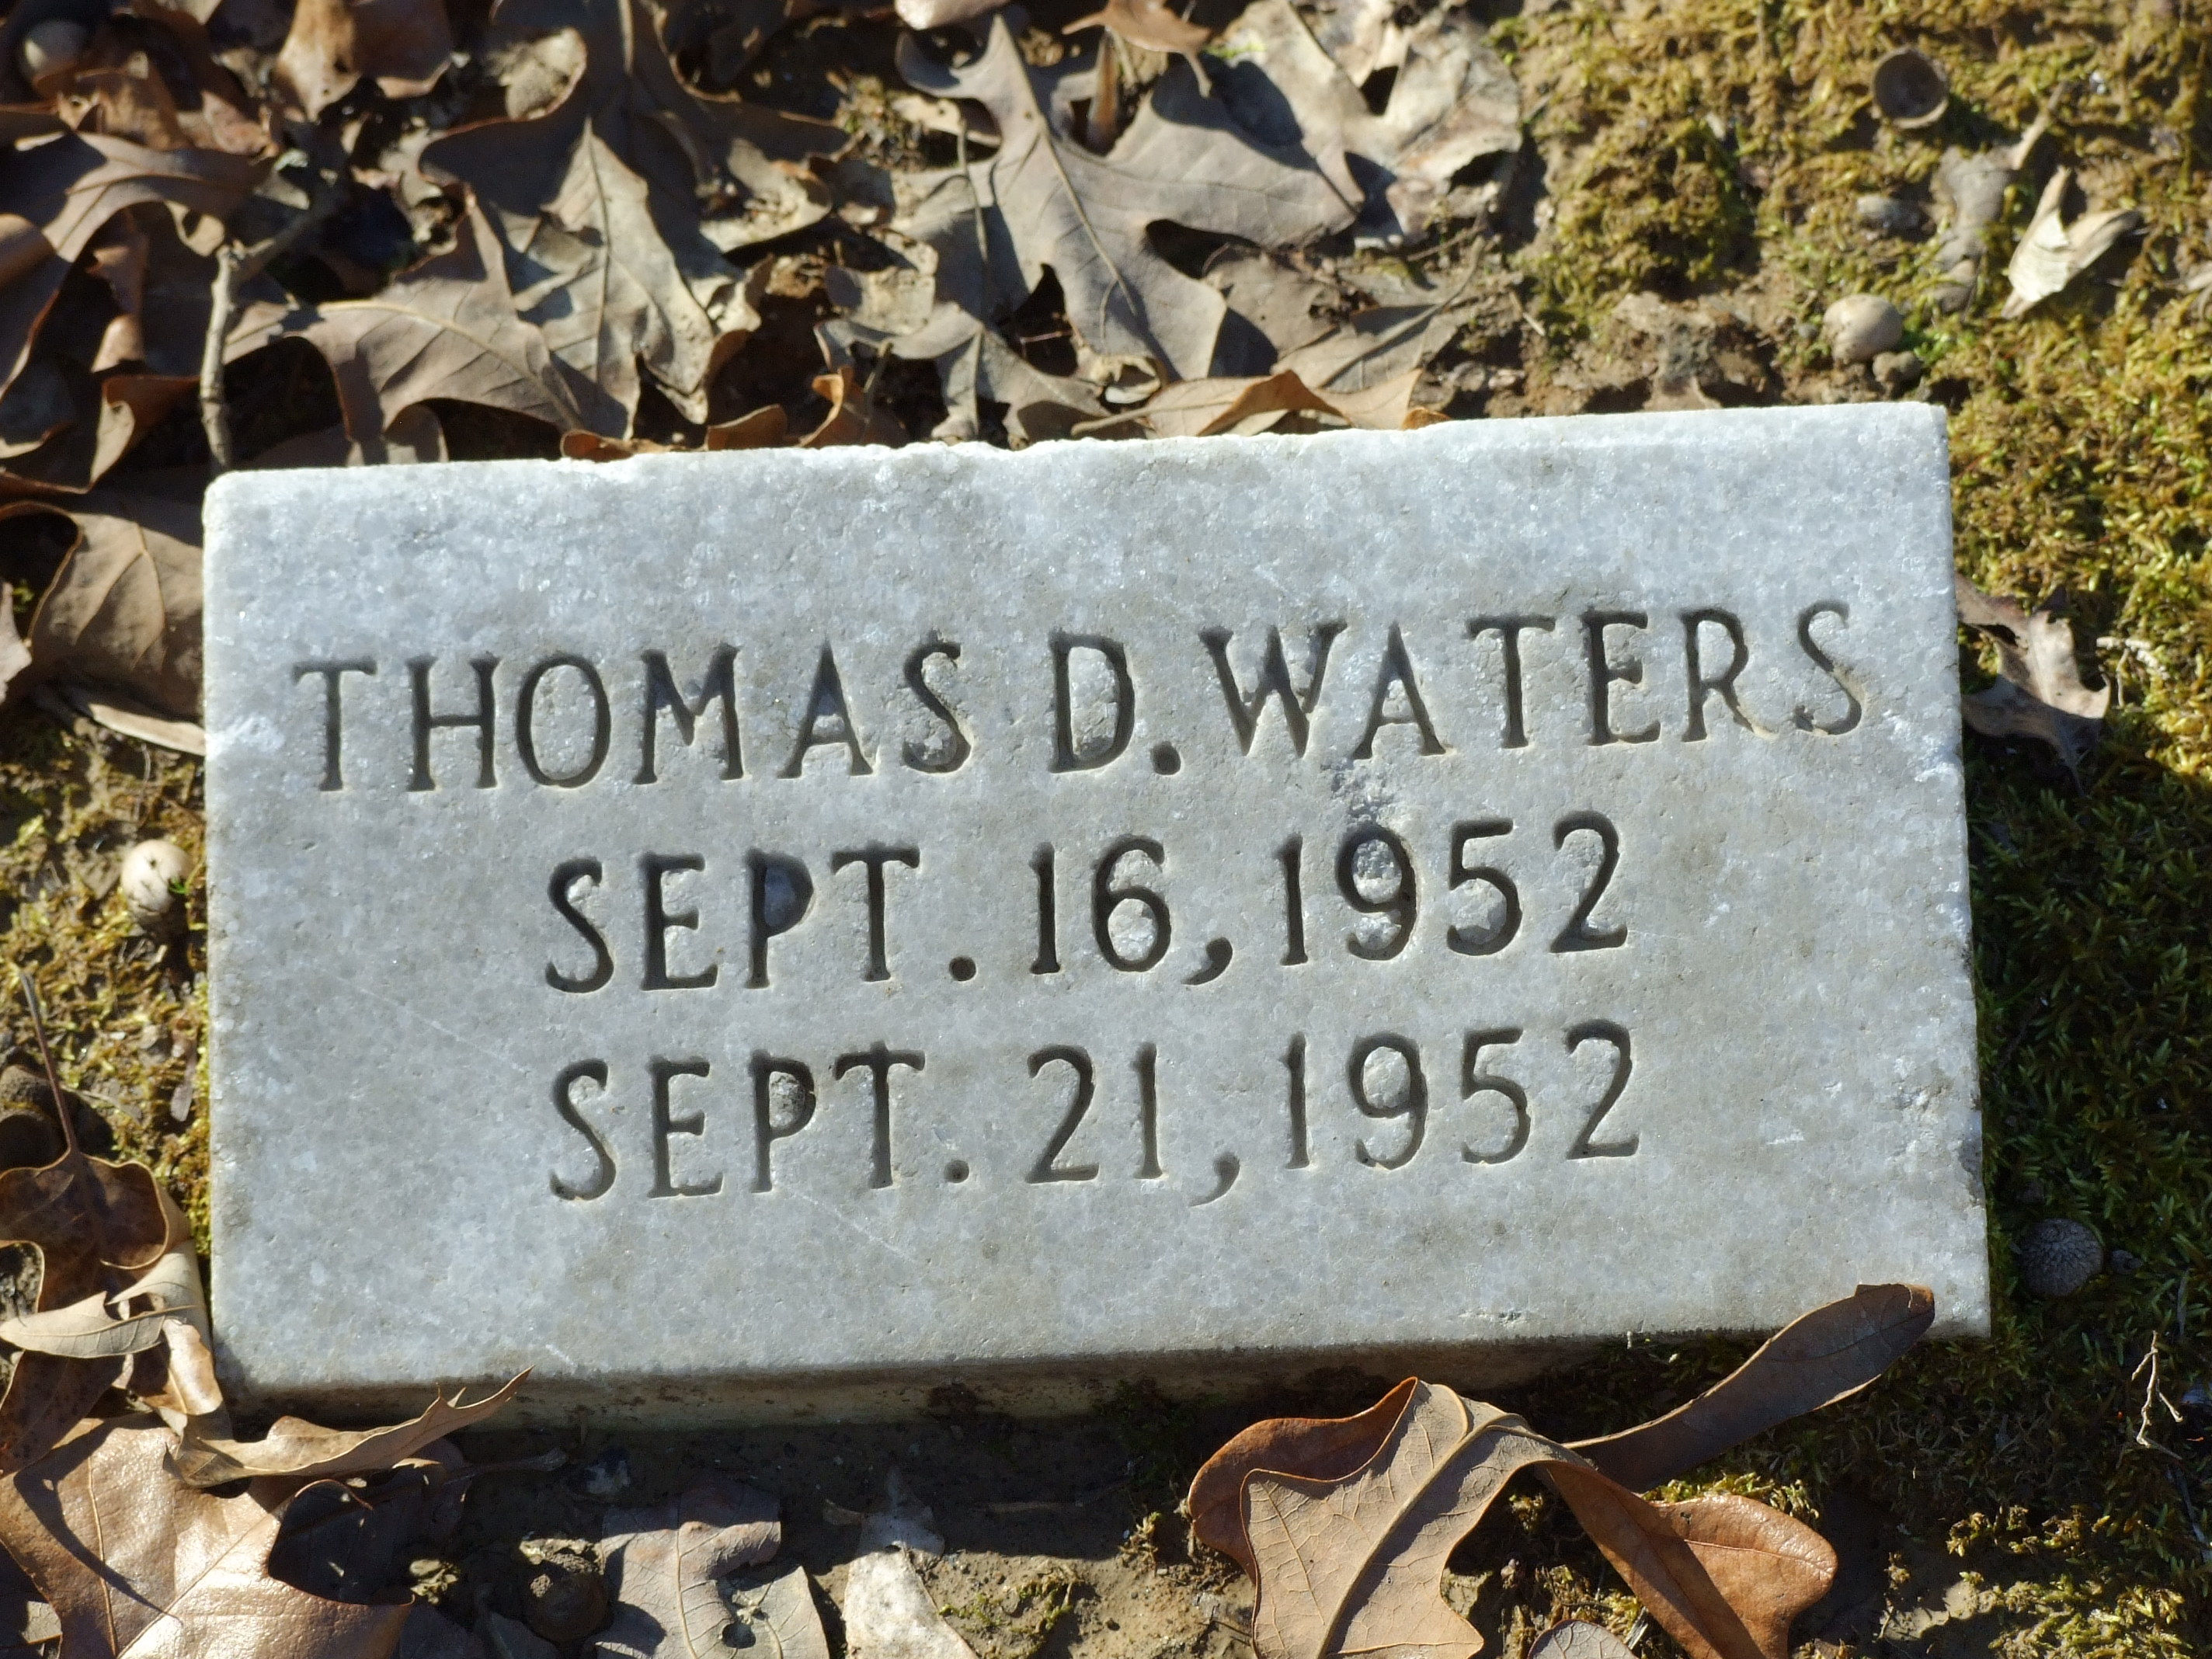 THOMAS D. WATERS
SEPT. 16, 1952
SEPT. 21, 1952